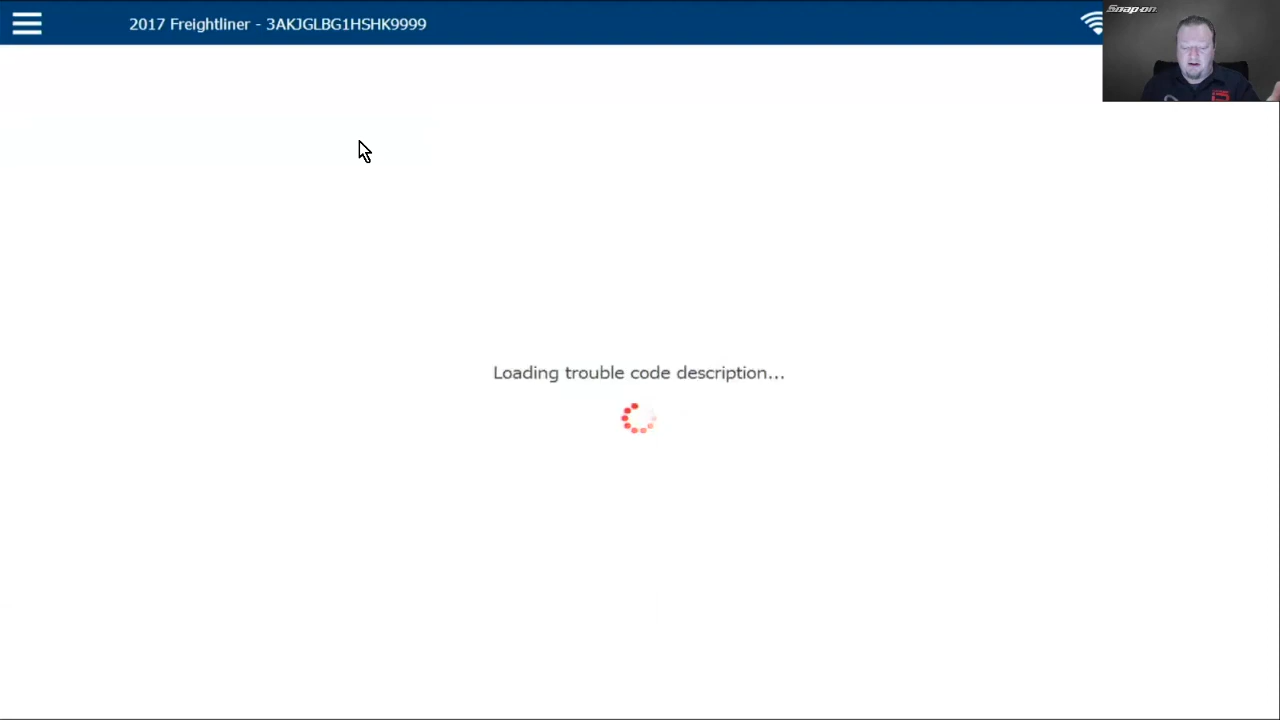 2017 Freightliner - 3AKJGLBG1HSHK9999
Snap-on
Loading trouble code description...